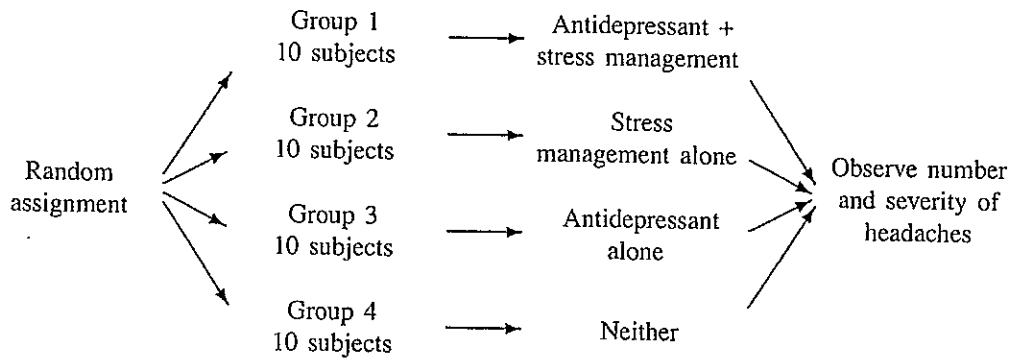 Group 1
10 subjects
Antidepressant +
stress management
Group 2
10 subjects
Stress
management alone
Random
assignment
Observe number
and severity of
headaches
Group 3
10 subjects
Antidepressant
alone
Group 4
10 subjects
Neither